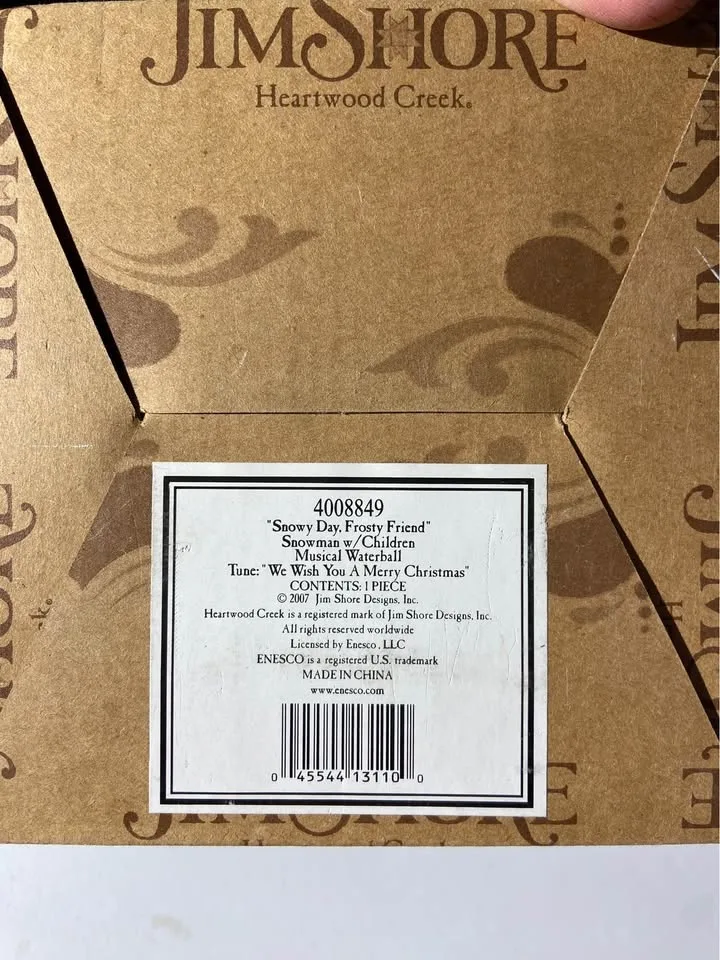 JIM SHORE
Heartwood Creek®
4008849
"Snowy Day, Frosty Friend"
Snowman w/Children
Musical Waterball
Tune: "We Wish You A Merry Christmas"
CONTENTS: 1 PIECE
© 2007 Jim Shore Designs, Inc.
Heartwood Creek is a registered mark of Jim Shore Designs, Inc.
All rights reserved worldwide
Licensed by Enesco, LLC
ENESCO is a registered U.S. trademark
MADE IN CHINA
www.enesco.com
0 45544 13110 0
JIM SHORE